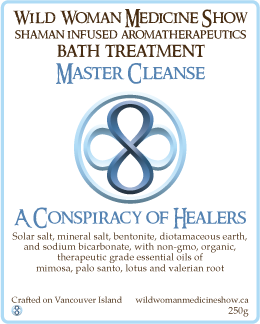 Wild Woman Medicine Show
shaman infused aromatherapeutics
bath treatment
Master Cleanse
A Conspiracy of Healers
Solar salt, mineral salt, bentonite, diotamaceous earth,
and sodium bicarbonate, with non-gmo, organic,
therapeutic grade essential oils of
mimosa, palo santo, lotus and valerian root
Crafted on Vancouver Island wildwomanmedicineshow.ca
250g